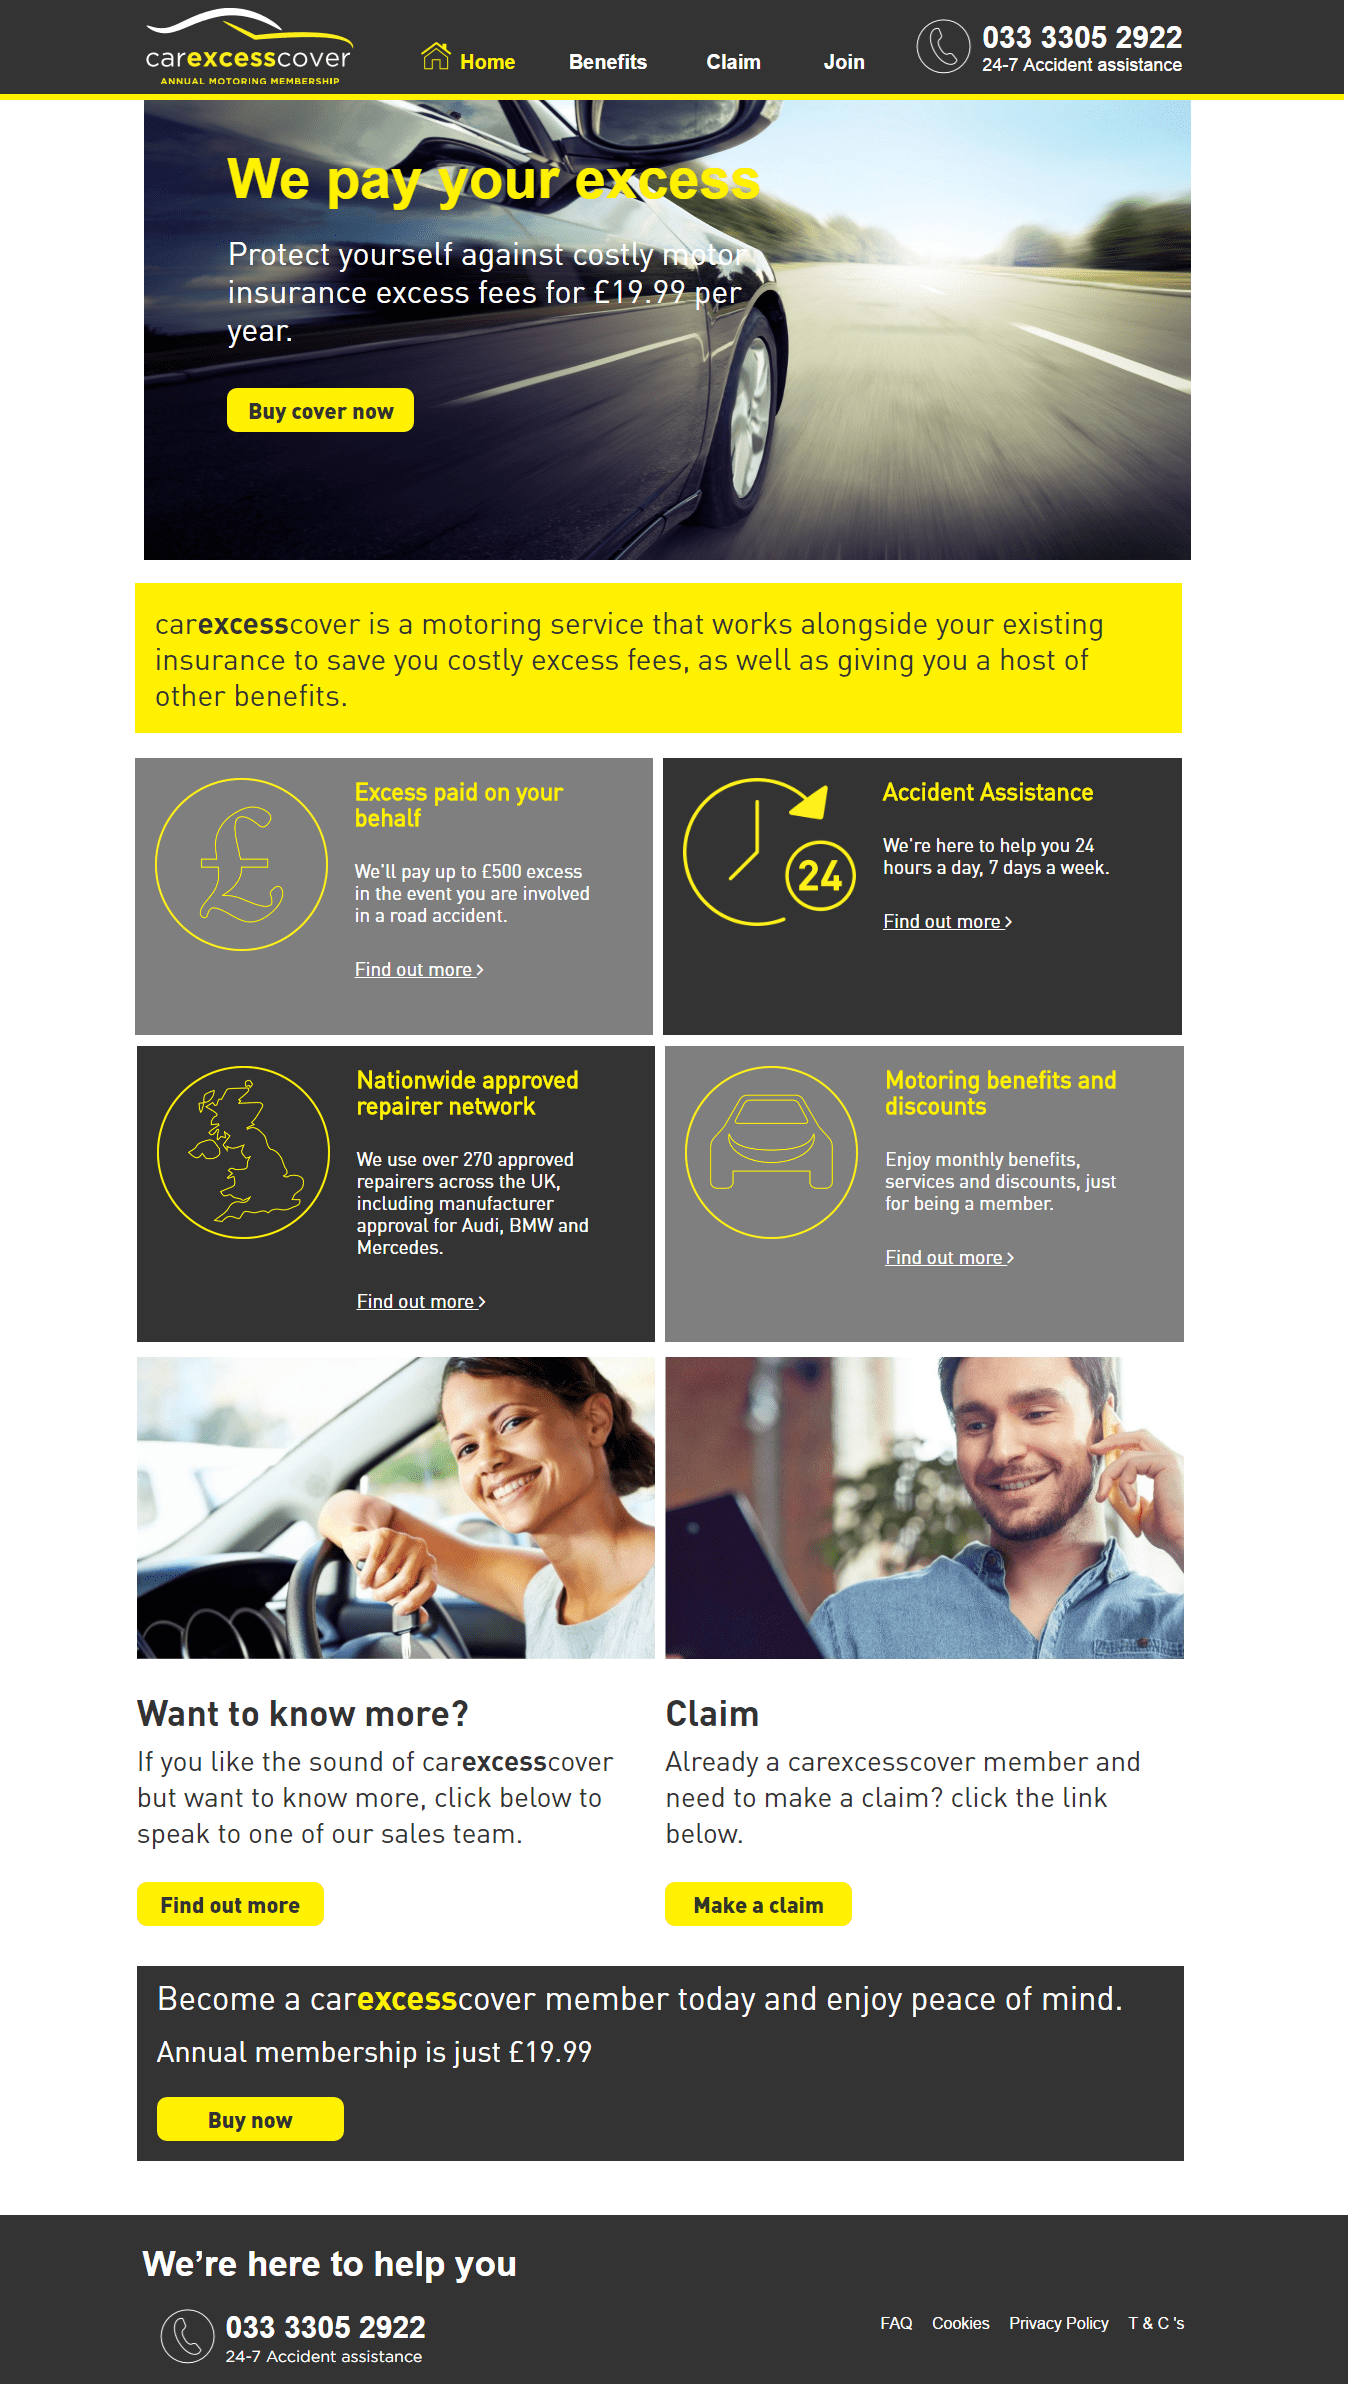 carexcesscover
ANNUAL MOTORING MEMBERSHIP
Home
Benefits
Claim
Join
033 3305 2922
24-7 Accident assistance
We pay your excess
Protect yourself against costly motor
insurance excess fees for £19.99 per
year.
Buy cover now
carexcesscover is a motoring service that works alongside your existing
insurance to save you costly excess fees, as well as giving you a host of
other benefits.
£
Excess paid on your
behalf
We'll pay up to £500 excess
in the event you are involved
in a road accident.
Find out more
24
Accident Assistance
We're here to help you 24
hours a day, 7 days a week.
Find out more
Nationwide approved
repairer network
We use over 270 approved
repairers across the UK,
including manufacturer
approval for Audi, BMW and
Mercedes.
Find out more
Motoring benefits and
discounts
Enjoy monthly benefits,
services and discounts, just
for being a member.
Find out more
Want to know more?
If you like the sound of carexcesscover
but want to know more, click below to
speak to one of our sales team.
Find out more
Claim
Already a carexcesscover member and
need to make a claim? click the link
below.
Make a claim
Become a carexcesscover member today and enjoy peace of mind.
Annual membership is just £19.99
Buy now
We’re here to help you
033 3305 2922
24-7 Accident assistance
FAQ Cookies Privacy Policy T & C 's